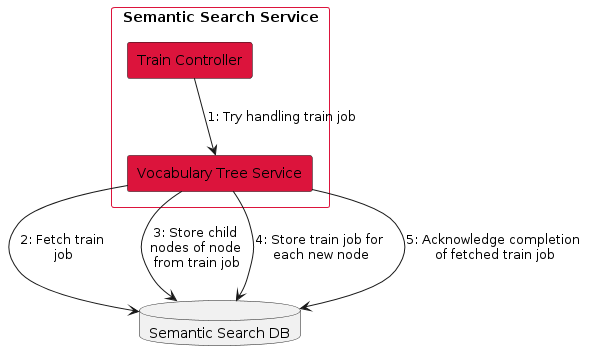 Semantic Search Service
Train Controller
1: Try handling train job
Vocabulary Tree Service
2: Fetch train
job
3: Store child
nodes of node
from train job
4: Store train job for
each new node
5: Acknowledge completion
of fetched train job
Semantic Search DB